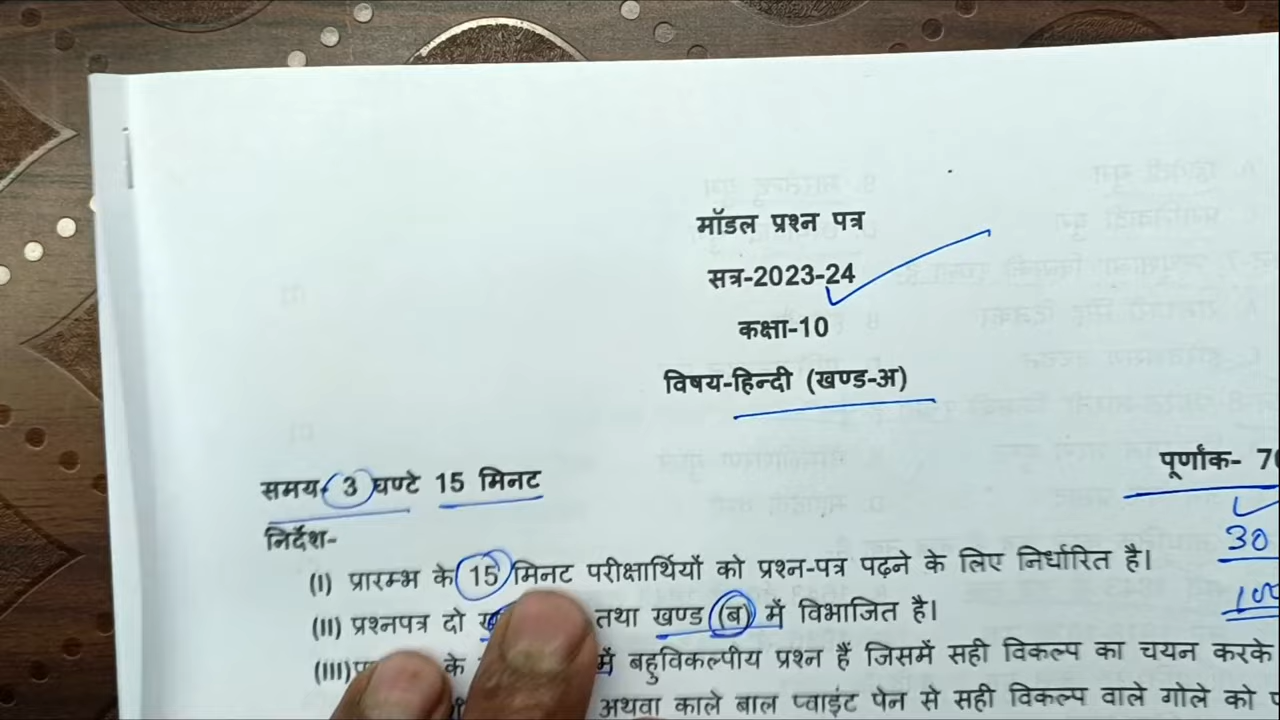 मॉडल प्रश्न पत्र
सत्र-2023-24
कक्षा-10
विषय-हिन्दी (खण्ड-अ)
समय- 3 घण्टे 15 मिनट
पूर्णांक- 70
निर्देश-
30
(I) प्रारम्भ के 15 मिनट परीक्षार्थियों को प्रश्न-पत्र पढ़ने के लिए निर्धारित है।
100
(II) प्रश्नपत्र दो तथा खण्ड (ब) में विभाजित है।
(III) के में बहुविकल्पीय प्रश्न हैं जिसमें सही विकल्प का चयन करके
अथवा काले बाल प्वाइंट पेन से सही विकल्प वाले गोले को